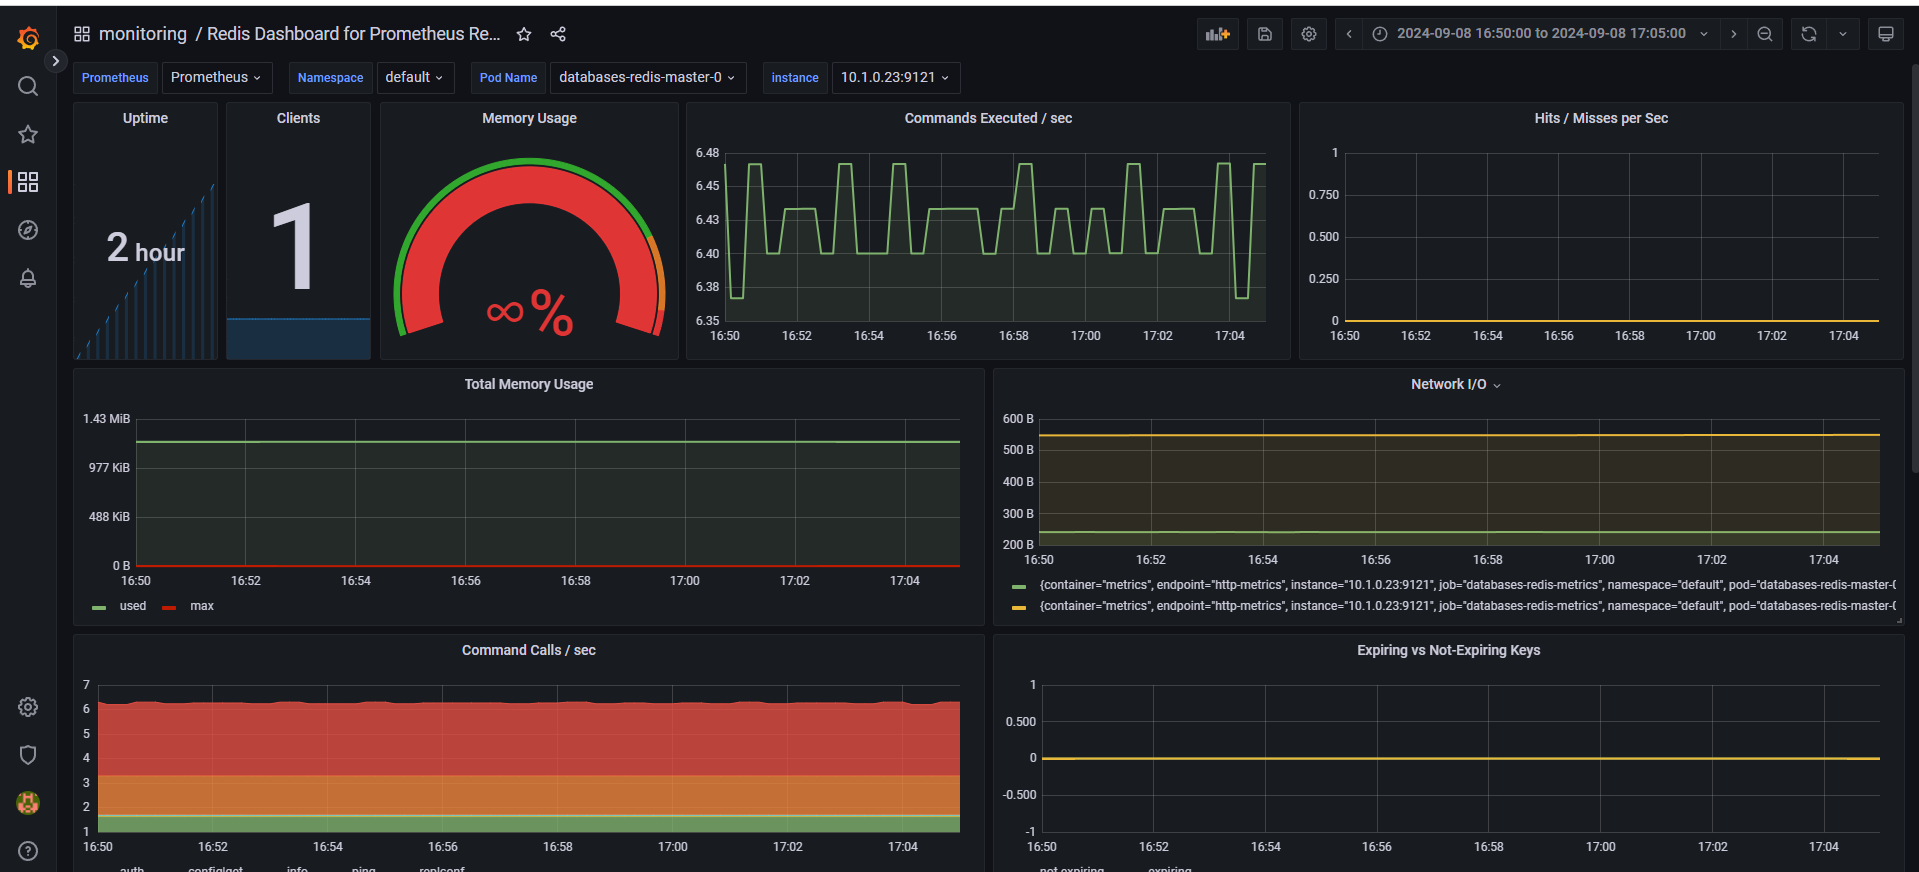 monitoring / Redis Dashboard for Prometheus Re...
2024-09-08 16:50:00 to 2024-09-08 17:05:00
Prometheus Prometheus Namespace default Pod Name databases-redis-master-0 instance 10.1.0.23:9121
Uptime
2 hour
Clients
1
Memory Usage
∞%
Commands Executed / sec
6.48
6.45
6.43
6.40
6.38
6.35
16:50 16:52 16:54 16:56 16:58 17:00 17:02 17:04
Hits / Misses per Sec
1
0.750
0.500
0.250
0
16:50 16:52 16:54 16:56 16:58 17:00 17:02 17:04
Total Memory Usage
1.43 MiB
977 KiB
488 KiB
0 B
16:50 16:52 16:54 16:56 16:58 17:00 17:02 17:04
used max
Network I/O
600 B
500 B
400 B
300 B
200 B
16:50 16:52 16:54 16:56 16:58 17:00 17:02 17:04
{container="metrics", endpoint="http-metrics", instance="10.1.0.23:9121", job="databases-redis-metrics", namespace="default", pod="databases-redis-master-0
{container="metrics", endpoint="http-metrics", instance="10.1.0.23:9121", job="databases-redis-metrics", namespace="default", pod="databases-redis-master-0
Command Calls / sec
7
6
5
4
3
2
1
16:50 16:52 16:54 16:56 16:58 17:00 17:02 17:04
auth config|get info ping replconf
Expiring vs Not-Expiring Keys
1
0.500
0
-0.500
-1
16:50 16:52 16:54 16:56 16:58 17:00 17:02 17:04
not expiring expiring